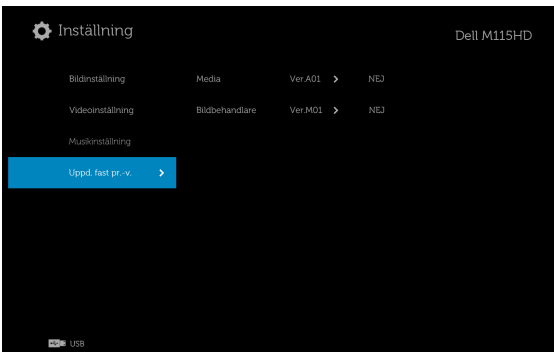 Inställning
Dell M115HD
Bildinställning Media Ver.A01 > NEJ
Videoinställning Bildbehandlare Ver.M01 > NEJ
Musikinställning
Uppd. fast pr.-v. >
USB